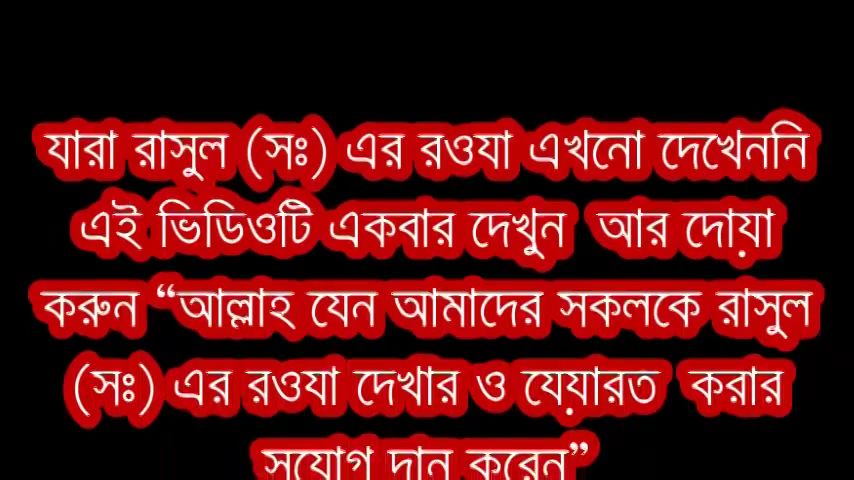 যারা রাসুল (সঃ) এর রওযা এখনো দেখেননি
এই ভিডিওটি একবার দেখুন আর দোয়া
করুন “আল্লাহ যেন আমাদের সকলকে রাসুল
(সঃ) এর রওযা দেখার ও যেয়ারত করার
সুযোগ দান করেন”